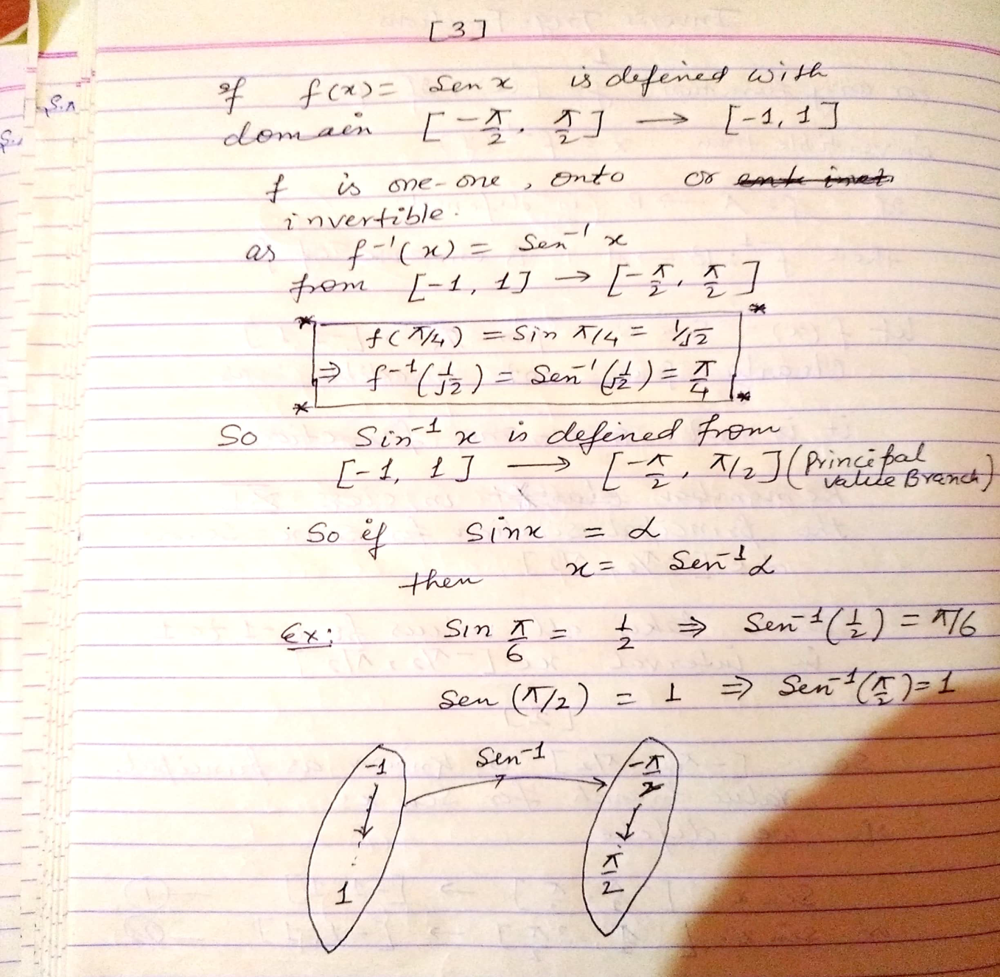 [3]
If f(x) = Sin x is defined with
domain [-π/2, π/2] → [-1, 1]
f is one-one, onto or
invertible.
as f⁻¹(x) = Sin⁻¹ x
from [-1, 1] → [-π/2, π/2]
f(π/4) = Sin π/4 = 1/√2
⇒ f⁻¹(1/√2) = Sin⁻¹(1/√2) = π/4
So Sin⁻¹ x is defined from
[-1, 1] → [-π/2, π/2] (Principal
value Branch)
So if Sinx = α
then x = Sin⁻¹α
Ex: Sin π/6 = 1/2 ⇒ Sin⁻¹(1/2) = π/6
Sin (π/2) = 1 ⇒ Sin⁻¹(π/2) = 1
Sin⁻¹
-1 -π/2
1 π/2